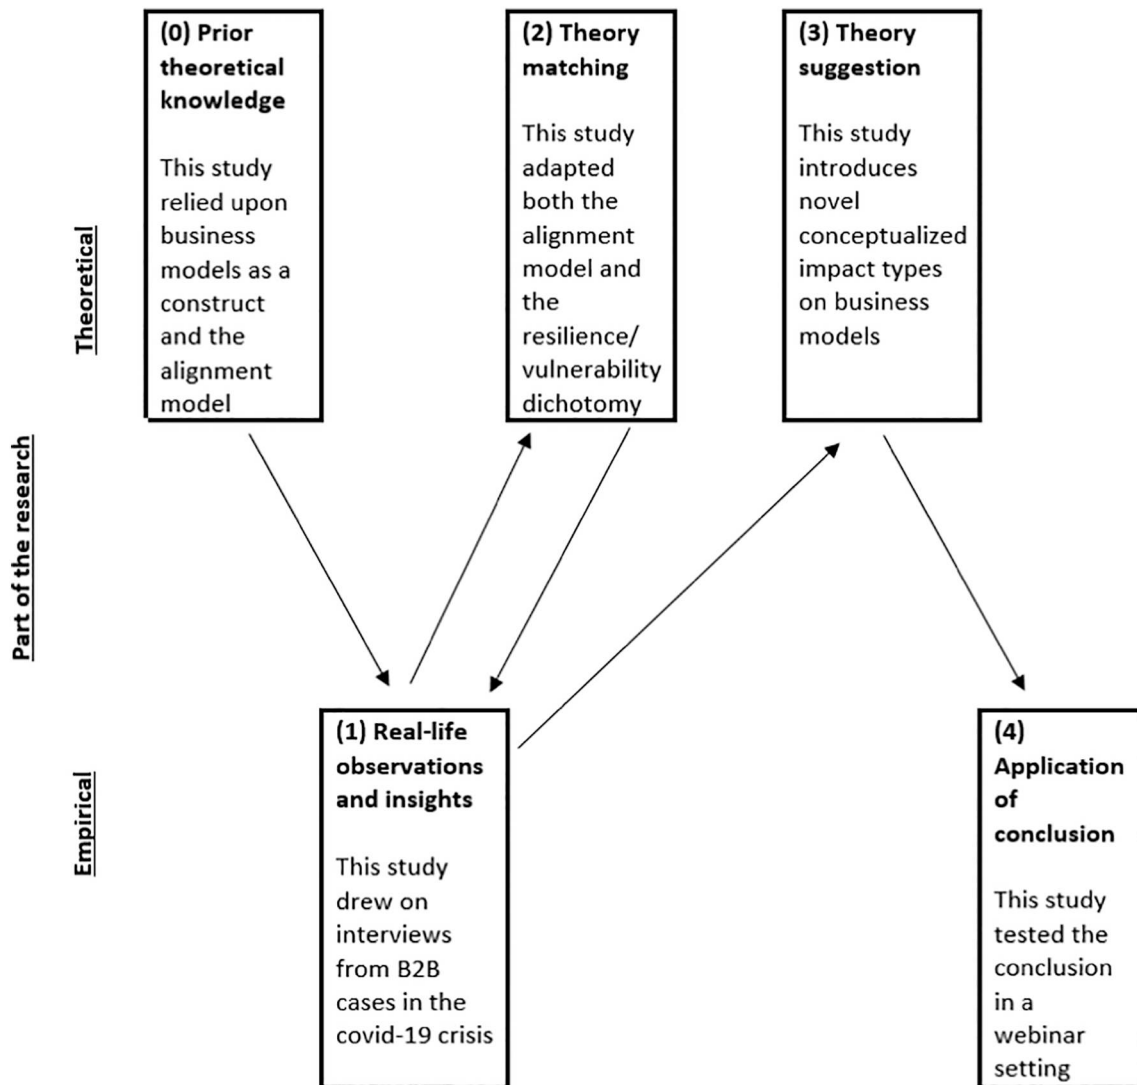 (0) Prior
theoretical
knowledge
This study
relied upon
business
models as a
construct
and the
alignment
model
(2) Theory
matching
This study
adapted
both the
alignment
model and
the
resilience/
vulnerability
dichotomy
(3) Theory
suggestion
This study
introduces
novel
conceptualized
impact types
on business
models
Theoretical
Part of the research
Empirical
(1) Real-life
observations
and insights
This study
drew on
interviews
from B2B
cases in the
covid-19 crisis
(4)
Application
of
conclusion
This study
tested the
conclusion
in a
webinar
setting